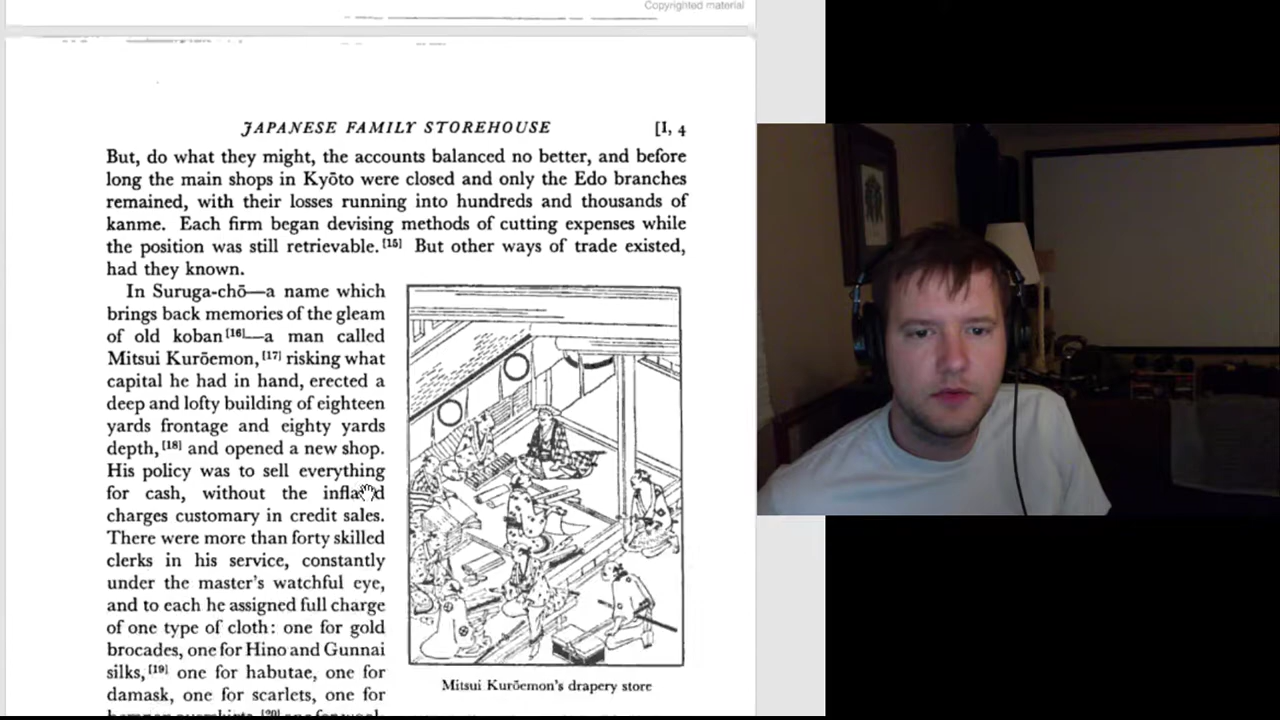 Copyrighted material
JAPANESE FAMILY STOREHOUSE [I, 4
But, do what they might, the accounts balanced no better, and before
long the main shops in Kyōto were closed and only the Edo branches
remained, with their losses running into hundreds and thousands of
kanme. Each firm began devising methods of cutting expenses while
the position was still retrievable.[15] But other ways of trade existed,
had they known.
In Suruga-chō—a name which
brings back memories of the gleam
of old koban[16]—a man called
Mitsui Kurōemon,[17] risking what
capital he had in hand, erected a
deep and lofty building of eighteen
yards frontage and eighty yards
depth,[18] and opened a new shop.
His policy was to sell everything
for cash, without the inflated
charges customary in credit sales.
There were more than forty skilled
clerks in his service, constantly
under the master's watchful eye,
and to each he assigned full charge
of one type of cloth: one for gold
brocades, one for Hino and Gunnai
silks,[19] one for habutae, one for
damask, one for scarlets, one for
Mitsui Kurōemon's drapery store